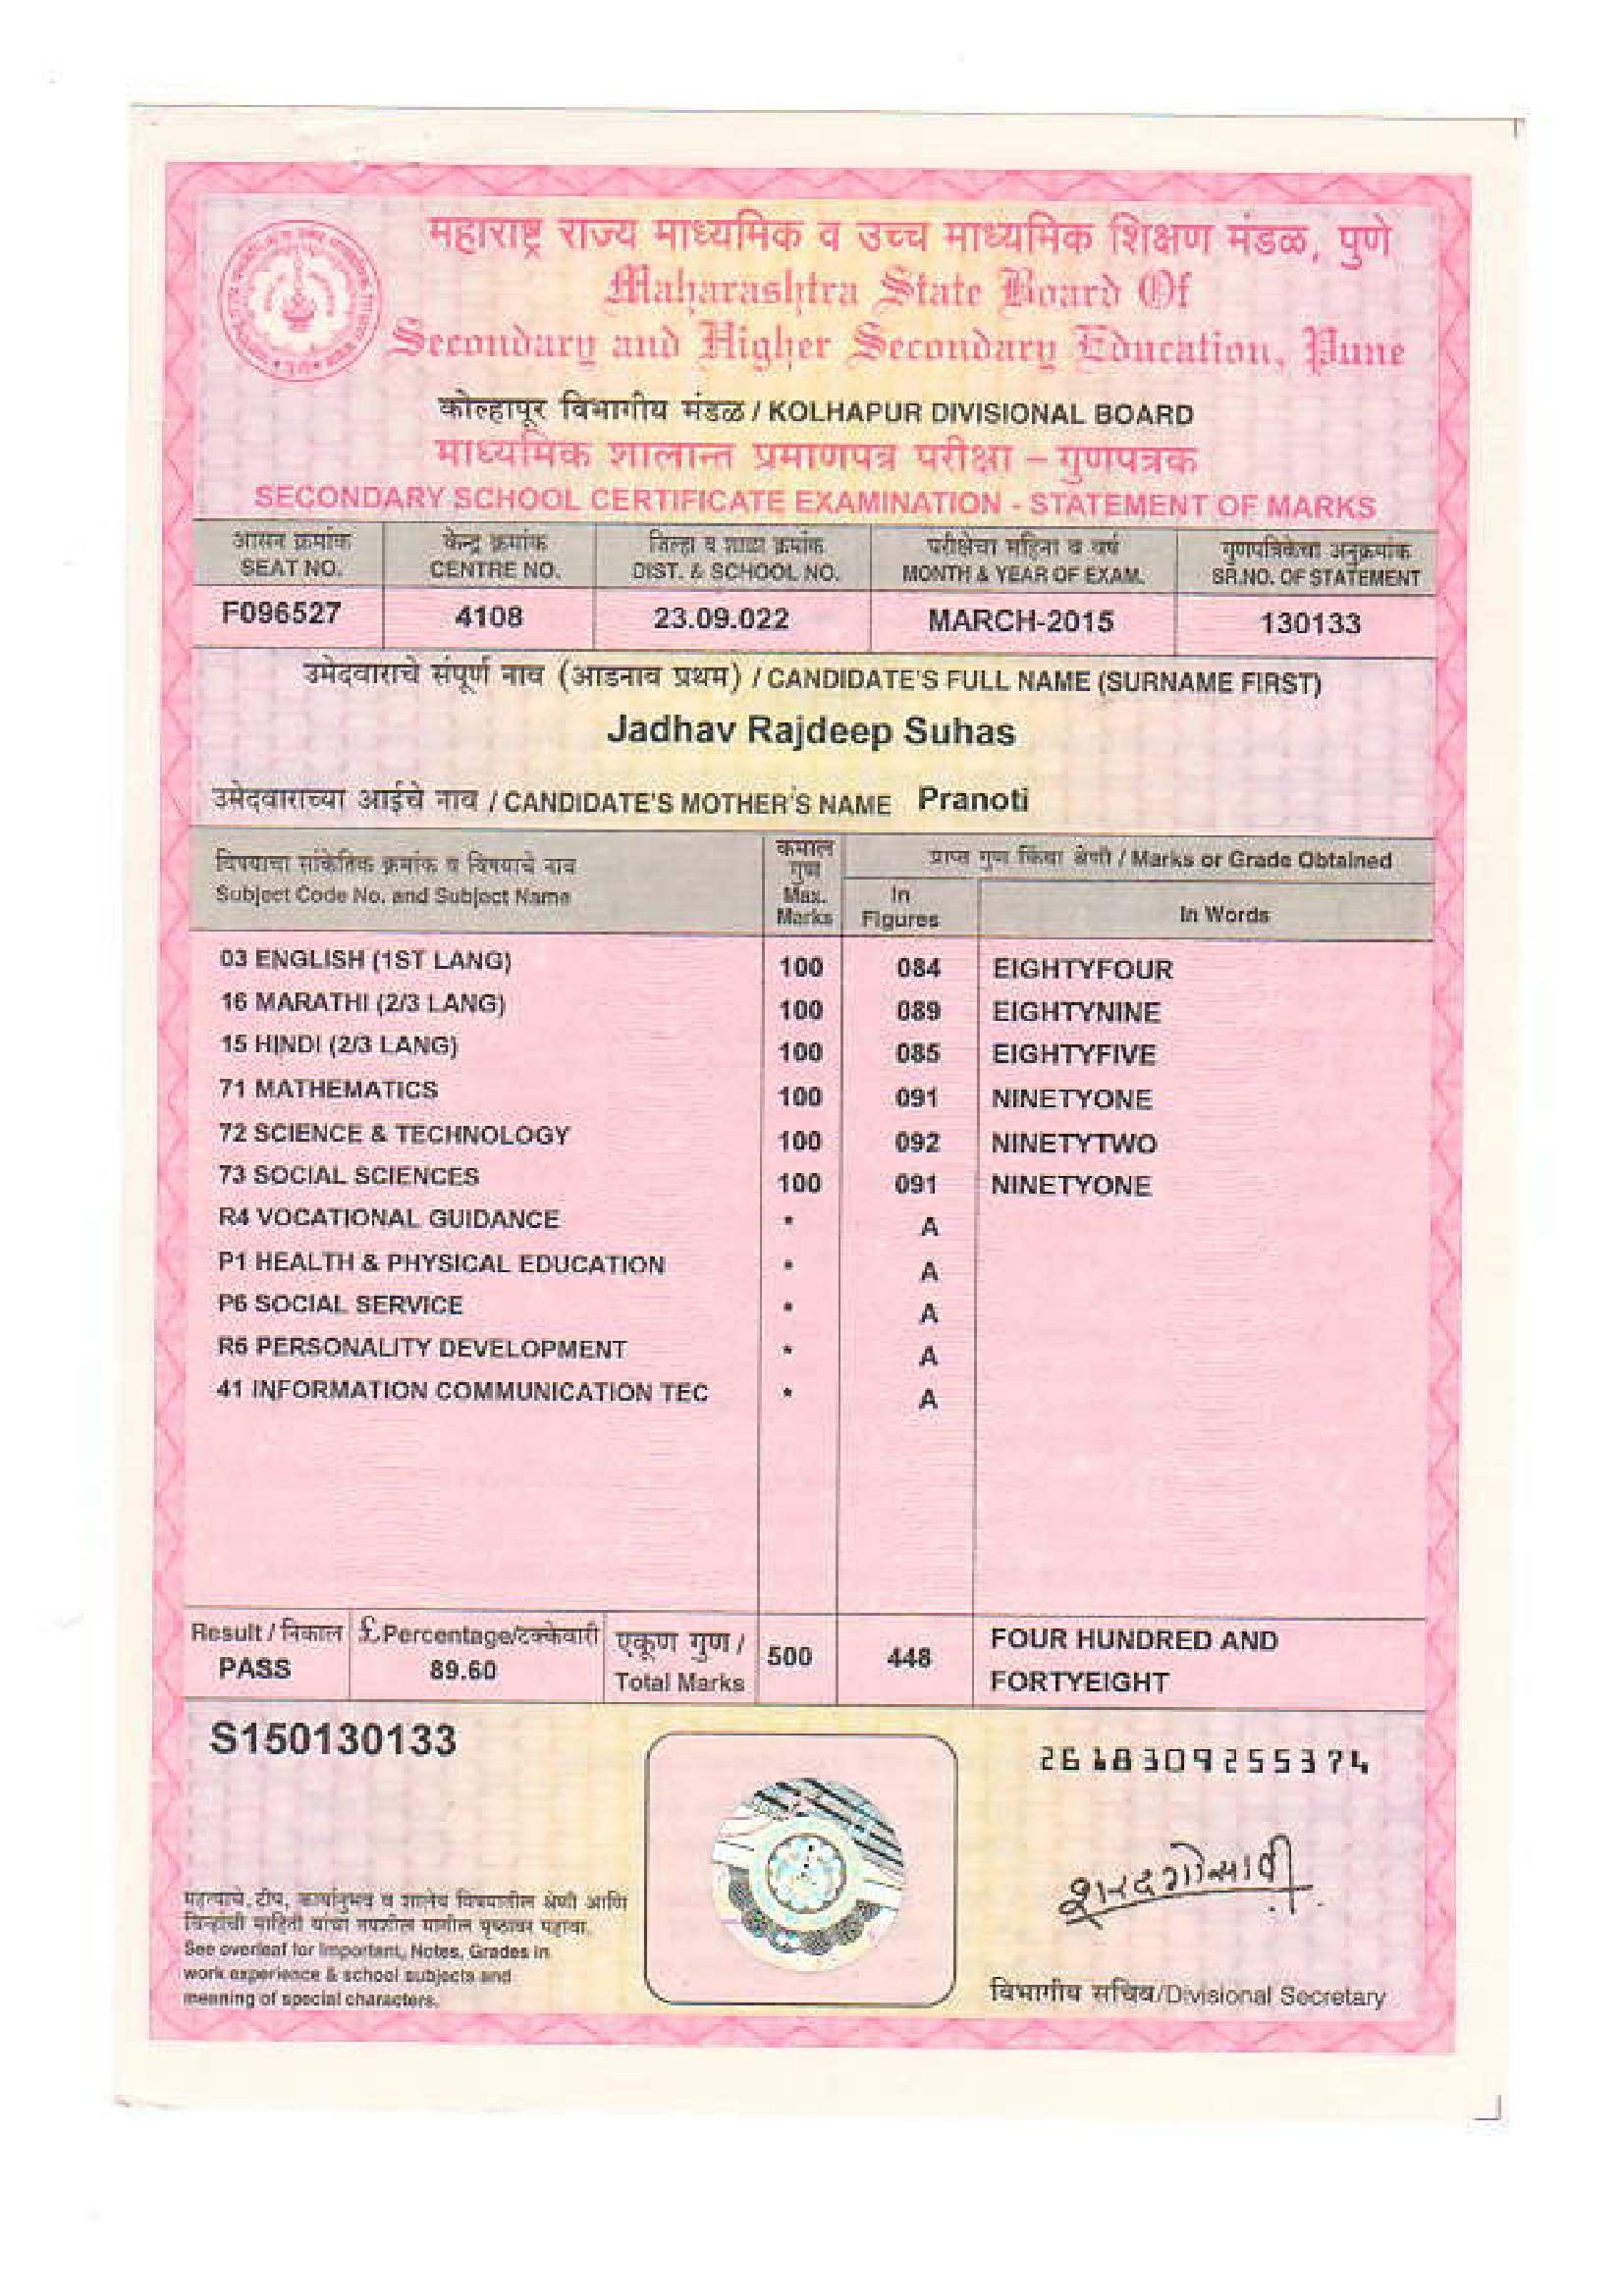 महाराष्ट्र राज्य माध्यमिक व उच्च माध्यमिक शिक्षण मंडळ, पुणे
Maharashtra State Board Of
Secondary and Higher Secondary Education, Pune
कोल्हापूर विभागीय मंडळ / KOLHAPUR DIVISIONAL BOARD
माध्यमिक शालान्त प्रमाणपत्र परीक्षा – गुणपत्रक
SECONDARY SCHOOL CERTIFICATE EXAMINATION - STATEMENT OF MARKS
आसन क्रमांक केन्द्र क्रमांक जिल्हा व शाळा क्रमांक परीक्षेचा महिना व वर्ष गुणपत्रिकेचा अनुक्रमांक
SEAT NO. CENTRE NO. DIST. & SCHOOL NO. MONTH & YEAR OF EXAM. SR.NO. OF STATEMENT
F096527 4108 23.09.022 MARCH-2015 130133
उमेदवाराचे संपूर्ण नाव (आडनाव प्रथम) / CANDIDATE'S FULL NAME (SURNAME FIRST)
Jadhav Rajdeep Suhas
उमेदवाराच्या आईचे नाव / CANDIDATE'S MOTHER'S NAME Pranoti
विषयाचा सांकेतिक क्रमांक व विषयाचे नाव कमाल गुण प्राप्त गुण किंवा श्रेणी / Marks or Grade Obtained
Subject Code No. and Subject Name Max. Marks In Figures In Words
03 ENGLISH (1ST LANG) 100 084 EIGHTYFOUR
16 MARATHI (2/3 LANG) 100 089 EIGHTYNINE
15 HINDI (2/3 LANG) 100 085 EIGHTYFIVE
71 MATHEMATICS 100 091 NINETYONE
72 SCIENCE & TECHNOLOGY 100 092 NINETYTWO
73 SOCIAL SCIENCES 100 091 NINETYONE
R4 VOCATIONAL GUIDANCE * A
P1 HEALTH & PHYSICAL EDUCATION * A
P6 SOCIAL SERVICE * A
R5 PERSONALITY DEVELOPMENT * A
41 INFORMATION COMMUNICATION TEC * A
Result / निकाल £ Percentage/टक्केवारी एकूण गुण / 500 448 FOUR HUNDRED AND
PASS 89.60 Total Marks FORTYEIGHT
S150130133
2618309255374
महत्वाचे टीप, कार्यानुभव व शालेय विषयातील श्रेणी आणि
चिन्हांची माहिती यांचा तपशील मागील पृष्ठावर पहावा.
See overleaf for Important, Notes, Grades in
work experience & school subjects and
meaning of special characters.
शरद गोसावी
विभागीय सचिव/Divisional Secretary